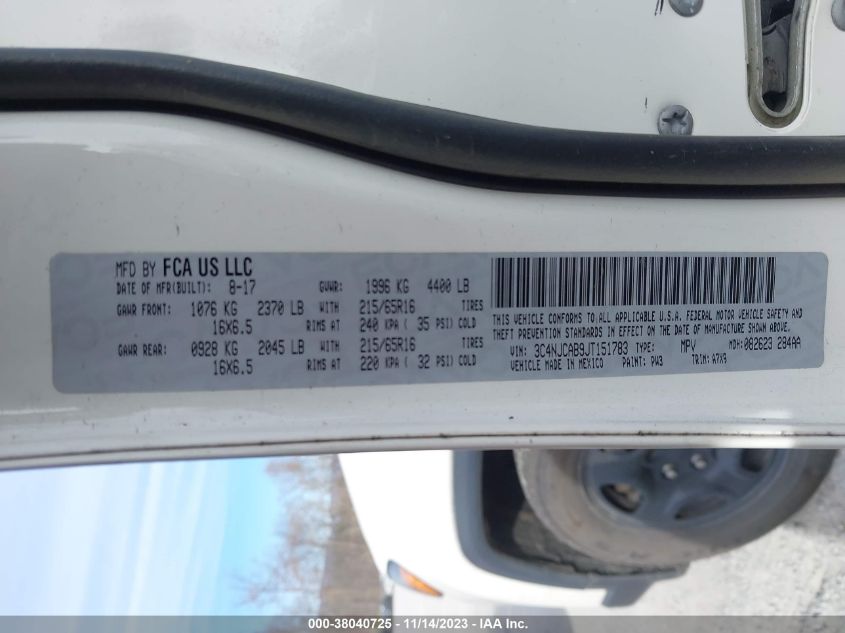 MFD BY FCA US LLC
DATE OF MFR(BUILT): 8-17 GVWR: 1996 KG 4400 LB
GAWR FRONT: 1076 KG 2370 LB WITH 215/65R16 TIRES
16X6.5 RIMS AT 240 KPA ( 35 PSI) COLD
GAWR REAR: 0928 KG 2045 LB WITH 215/65R16 TIRES
16X6.5 RIMS AT 220 KPA ( 32 PSI) COLD
THIS VEHICLE CONFORMS TO ALL APPLICABLE U.S.A. FEDERAL MOTOR VEHICLE SAFETY AND
THEFT PREVENTION STANDARDS IN EFFECT ON THE DATE OF MANUFACTURE SHOWN ABOVE.
VIN: 3C4NJCAB9JT151783 TYPE: MPV MDH: 082623 284AA
VEHICLE MADE IN MEXICO PAINT: PW3 TRIM: A7X9
000-38040725 - 11/14/2023 - IAA Inc.